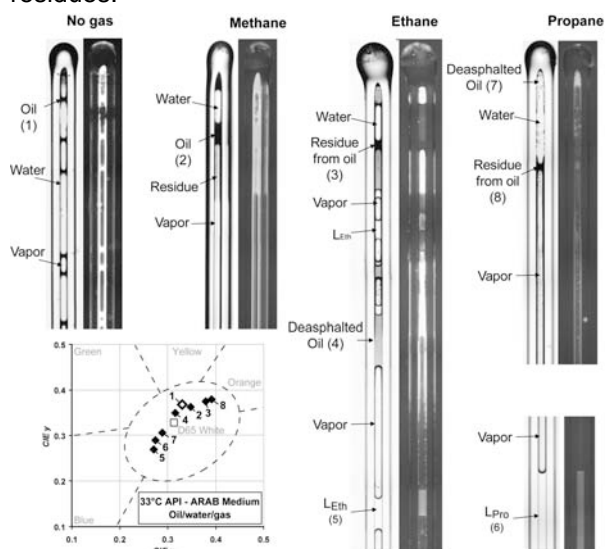 residues.
No gas
Methane
Ethane
Propane
Oil
(1)
Water
Vapor
Water
Oil
(2)
Residue
Vapor
Water
Residue
from oil
(3)
Vapor
LEth
Deasphalted
Oil (4)
Vapor
LEth
(5)
Deasphalted
Oil (7)
Water
Residue
from oil
(8)
Vapor
Vapor
LPro
(6)
0.5
0.4
0.3
0.2
0.1
CIE y
Green
Yellow
Orange
Blue
D65 White
1
2
3
8
4
7
6
5
33°C API - ARAB Medium
Oil/water/gas
0.1
0.2
0.3
0.4
0.5